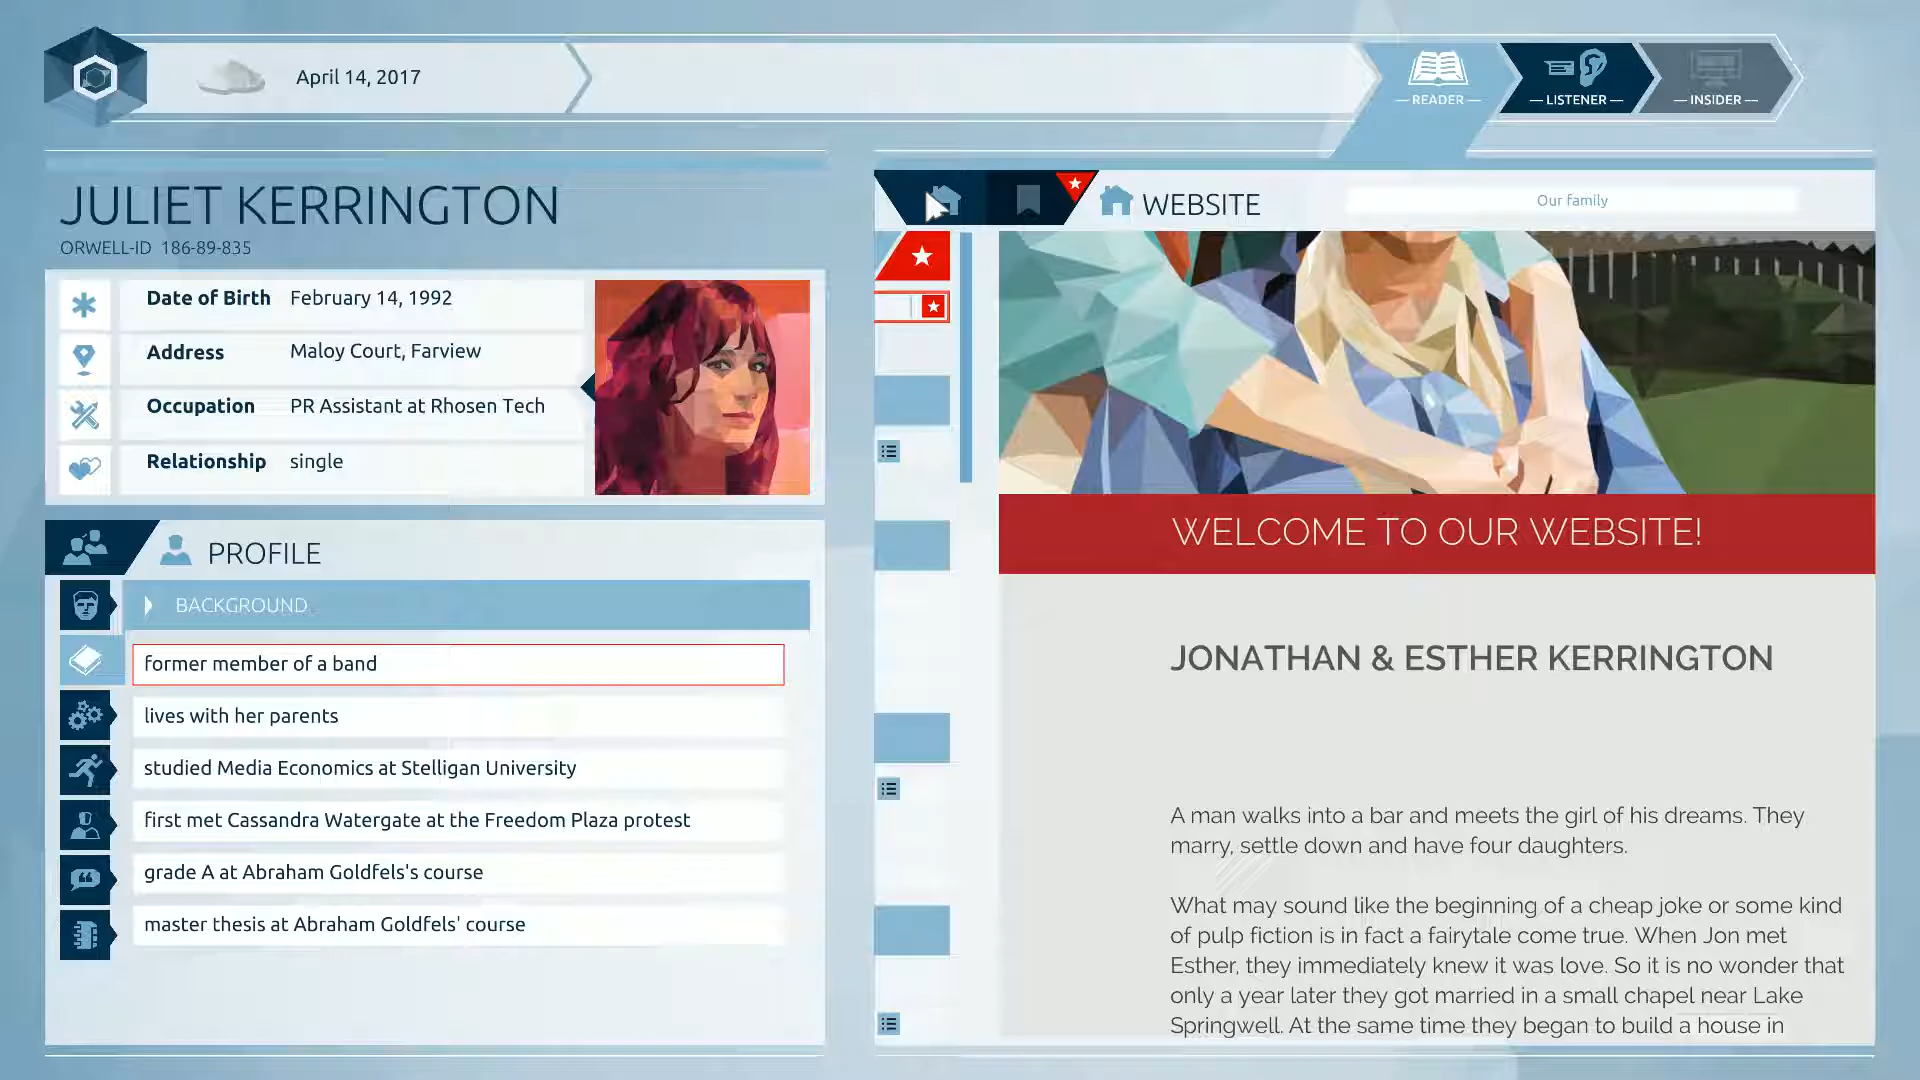 April 14, 2017
READER
LISTENER
INSIDER
JULIET KERRINGTON
ORWELL-ID 186-89-835
Date of Birth February 14, 1992
Address Maloy Court, Farview
Occupation PR Assistant at Rhosen Tech
Relationship single
PROFILE
BACKGROUND
former member of a band
lives with her parents
studied Media Economics at Stelligan University
first met Cassandra Watergate at the Freedom Plaza protest
grade A at Abraham Goldfels's course
master thesis at Abraham Goldfels' course
WEBSITE
Our family
WELCOME TO OUR WEBSITE!
JONATHAN & ESTHER KERRINGTON
A man walks into a bar and meets the girl of his dreams. They
marry, settle down and have four daughters.
What may sound like the beginning of a cheap joke or some kind
of pulp fiction is in fact a fairytale come true. When Jon met
Esther, they immediately knew it was love. So it is no wonder that
only a year later they got married in a small chapel near Lake
Springwell. At the same time they began to build a house in